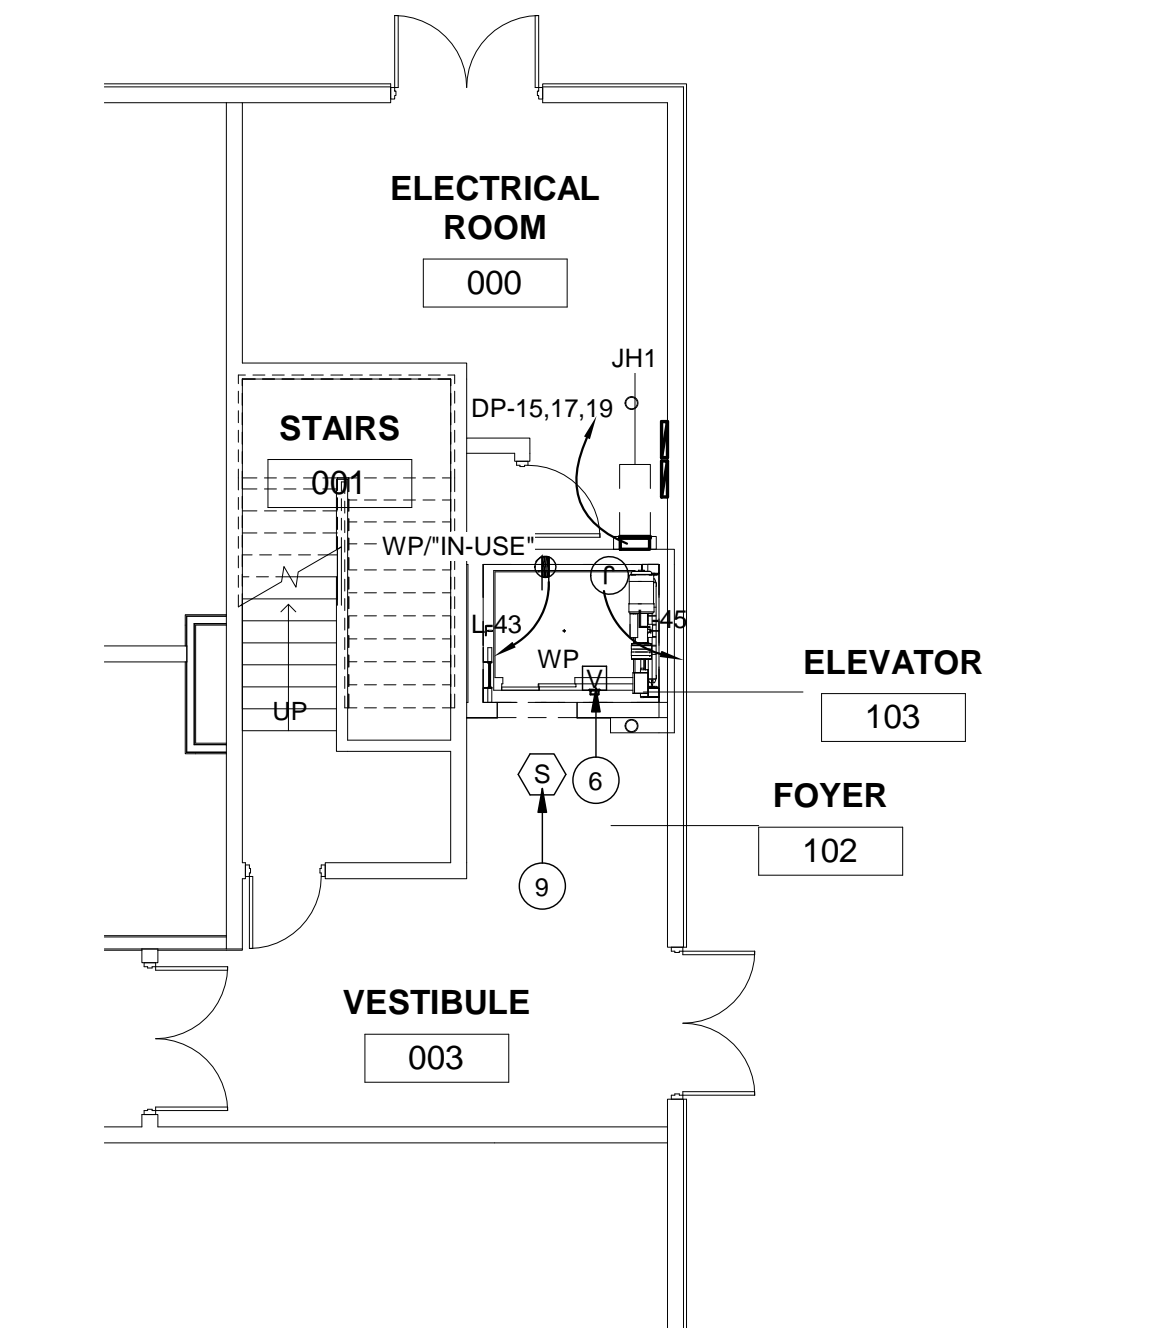 ELECTRICAL
ROOM
000
JH1
DP-15,17,19
STAIRS
001
WP/"IN-USE"
J
L-43
L-45
WP
V
ELEVATOR
103
UP
S
6
FOYER
102
9
VESTIBULE
003